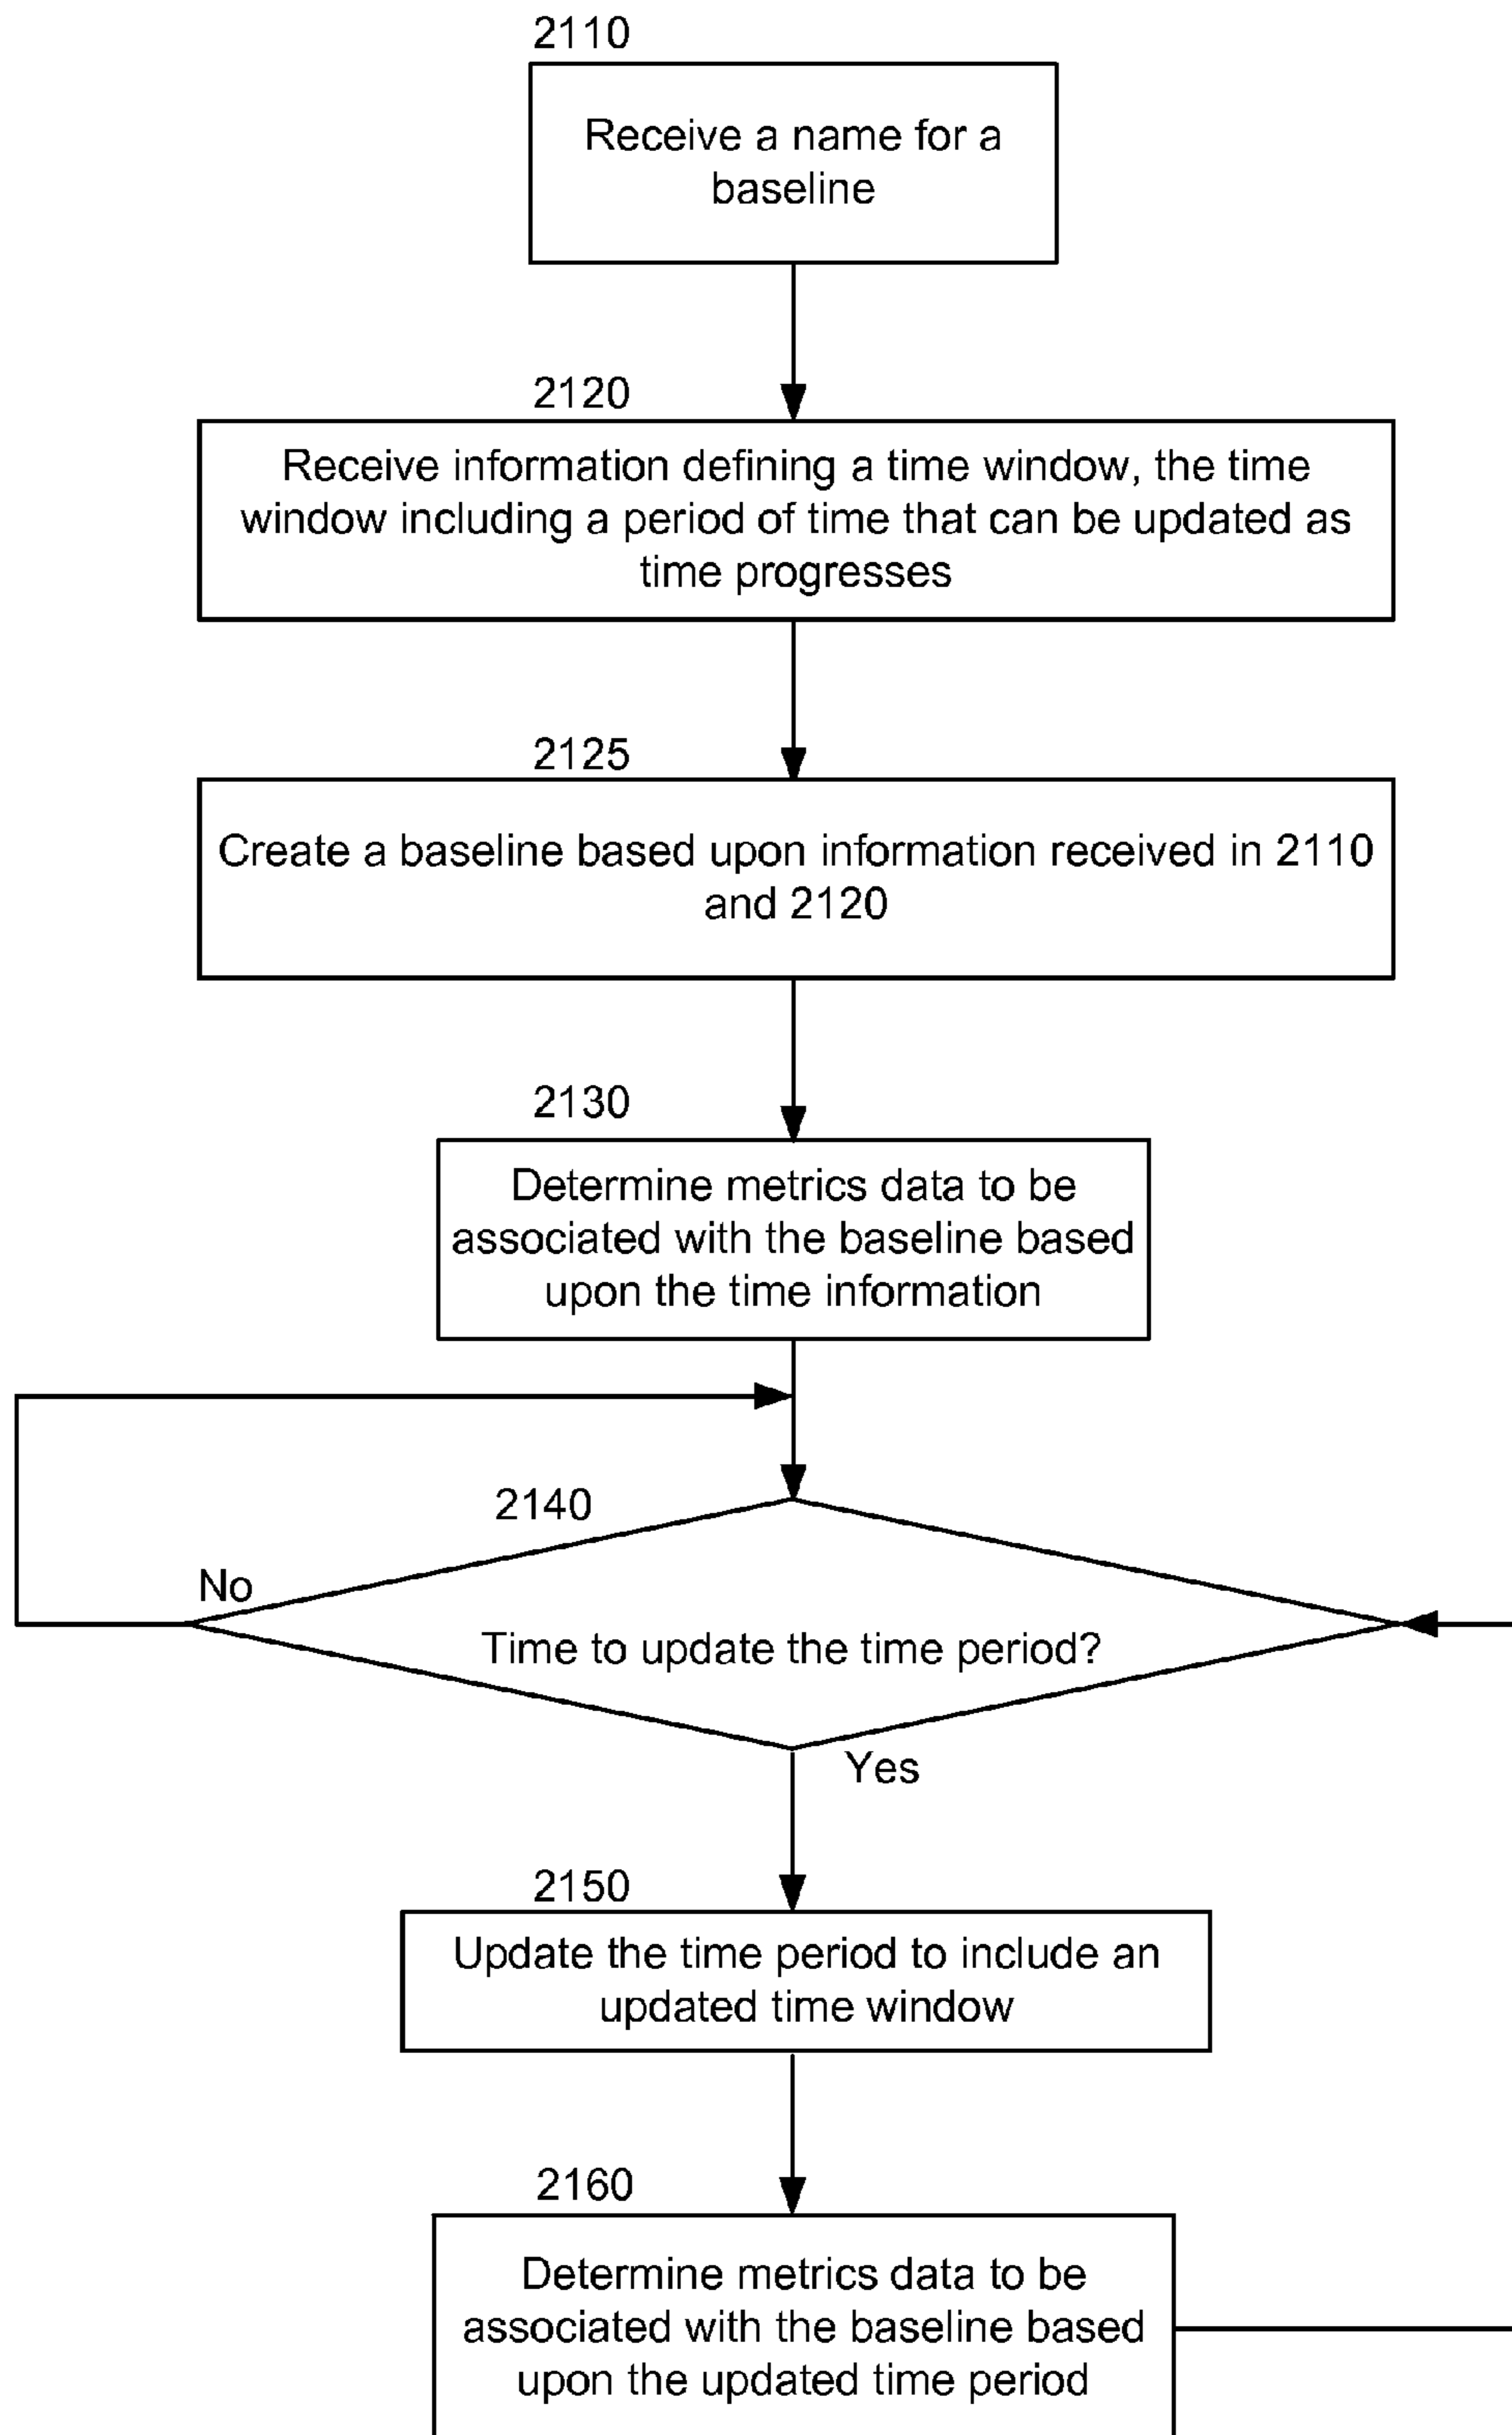 2110
Receive a name for a
baseline
2120
Receive information defining a time window, the time
window including a period of time that can be updated as
time progresses
2125
Create a baseline based upon information received in 2110
and 2120
2130
Determine metrics data to be
associated with the baseline based
upon the time information
2140
No
Time to update the time period?
Yes
2150
Update the time period to include an
updated time window
2160
Determine metrics data to be
associated with the baseline based
upon the updated time period